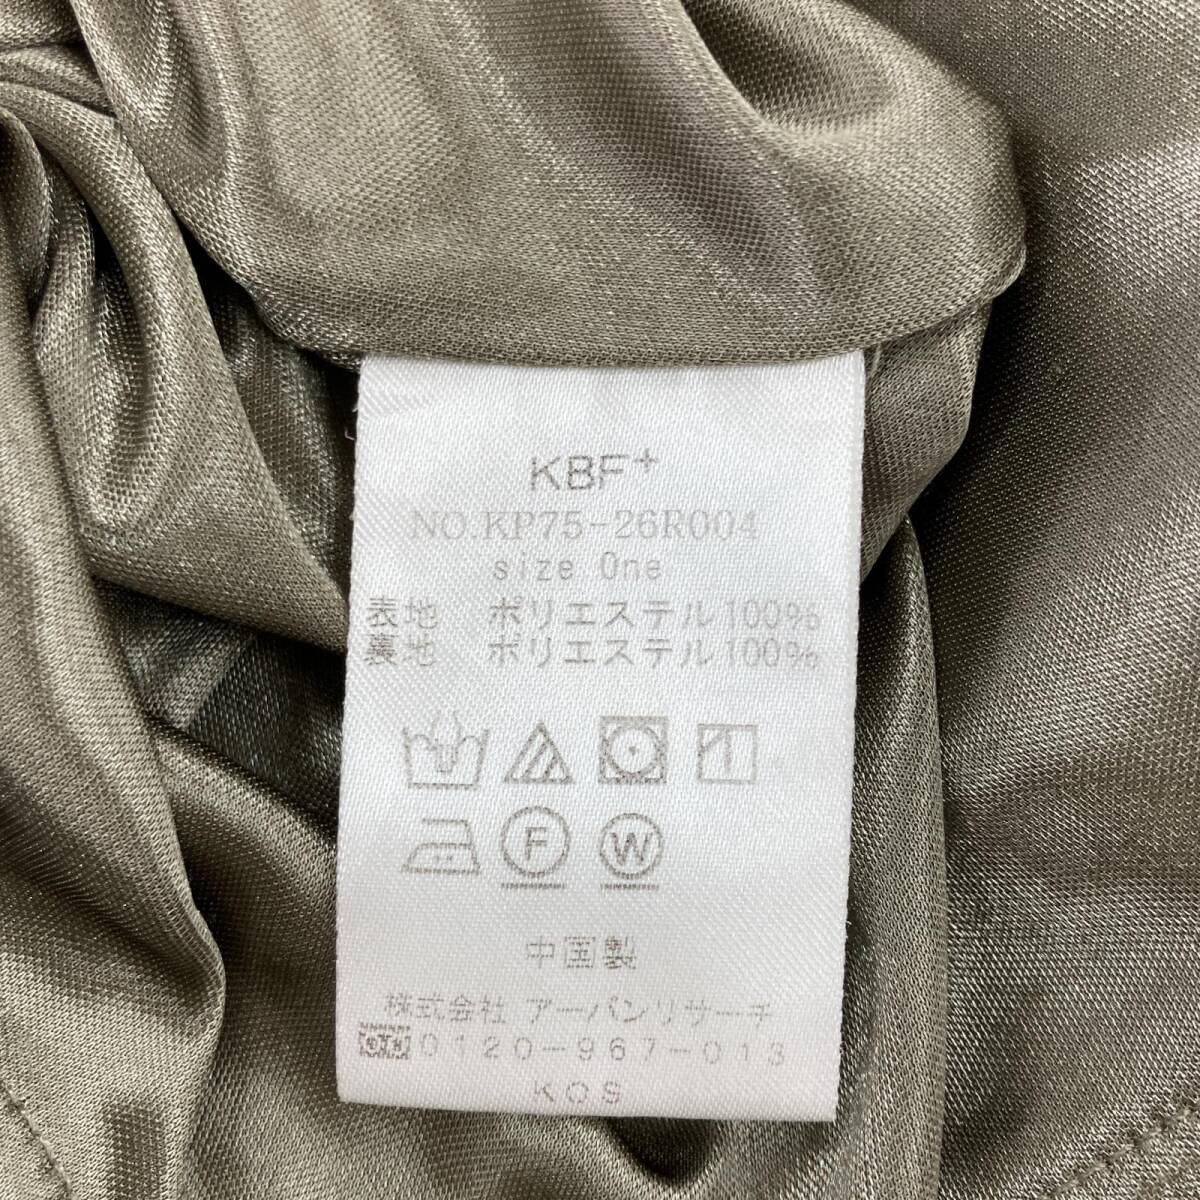 KBF+
NO.KP75-26R004
size One
表地 ポリエステル100%
裏地 ポリエステル100%
F W
中国製
株式会社 アーバンリサーチ
0120-967-013
KOS